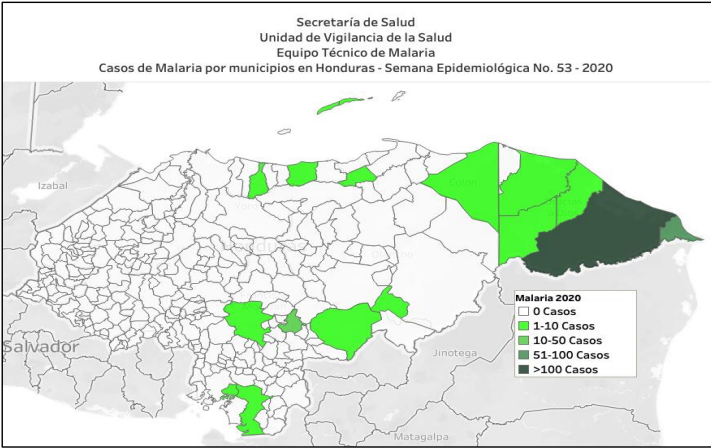 Secretaría de Salud
Unidad de Vigilancia de la Salud
Equipo Técnico de Malaria
Casos de Malaria por municipios en Honduras - Semana Epidemiológica No. 53 - 2020
Izabal
Colón
Salvador
Jinotega
Matagalpa
Malaria 2020
0 Casos
1-10 Casos
10-50 Casos
51-100 Casos
>100 Casos